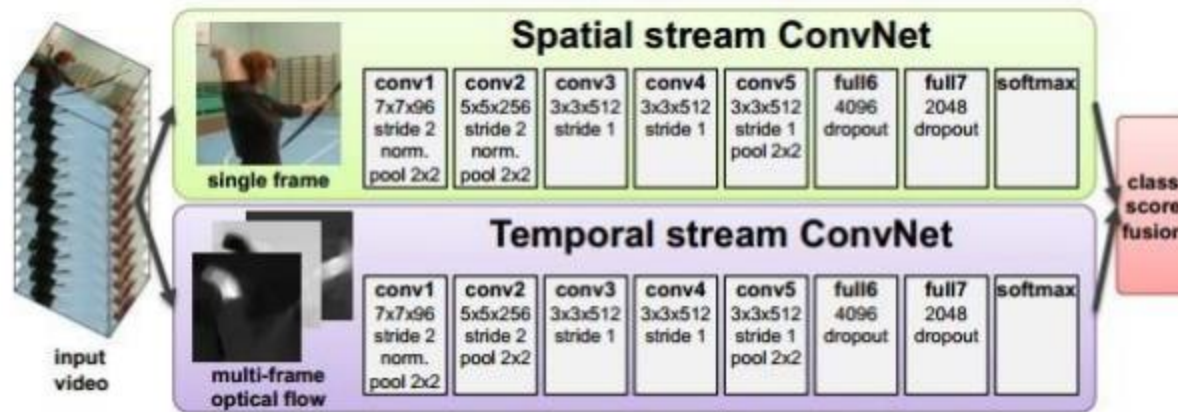 Spatial stream ConvNet
conv1
7x7x96
stride 2
norm.
pool 2x2
conv2
5x5x256
stride 2
norm.
pool 2x2
conv3
3x3x512
stride 1
conv4
3x3x512
stride 1
conv5
3x3x512
stride 1
pool 2x2
full6
4096
dropout
full7
2048
dropout
softmax
single frame
input
video
Temporal stream ConvNet
conv1
7x7x96
stride 2
norm.
pool 2x2
conv2
5x5x256
stride 2
pool 2x2
conv3
3x3x512
stride 1
conv4
3x3x512
stride 1
conv5
3x3x512
stride 1
pool 2x2
full6
4096
dropout
full7
2048
dropout
softmax
multi-frame
optical flow
class
score
fusion